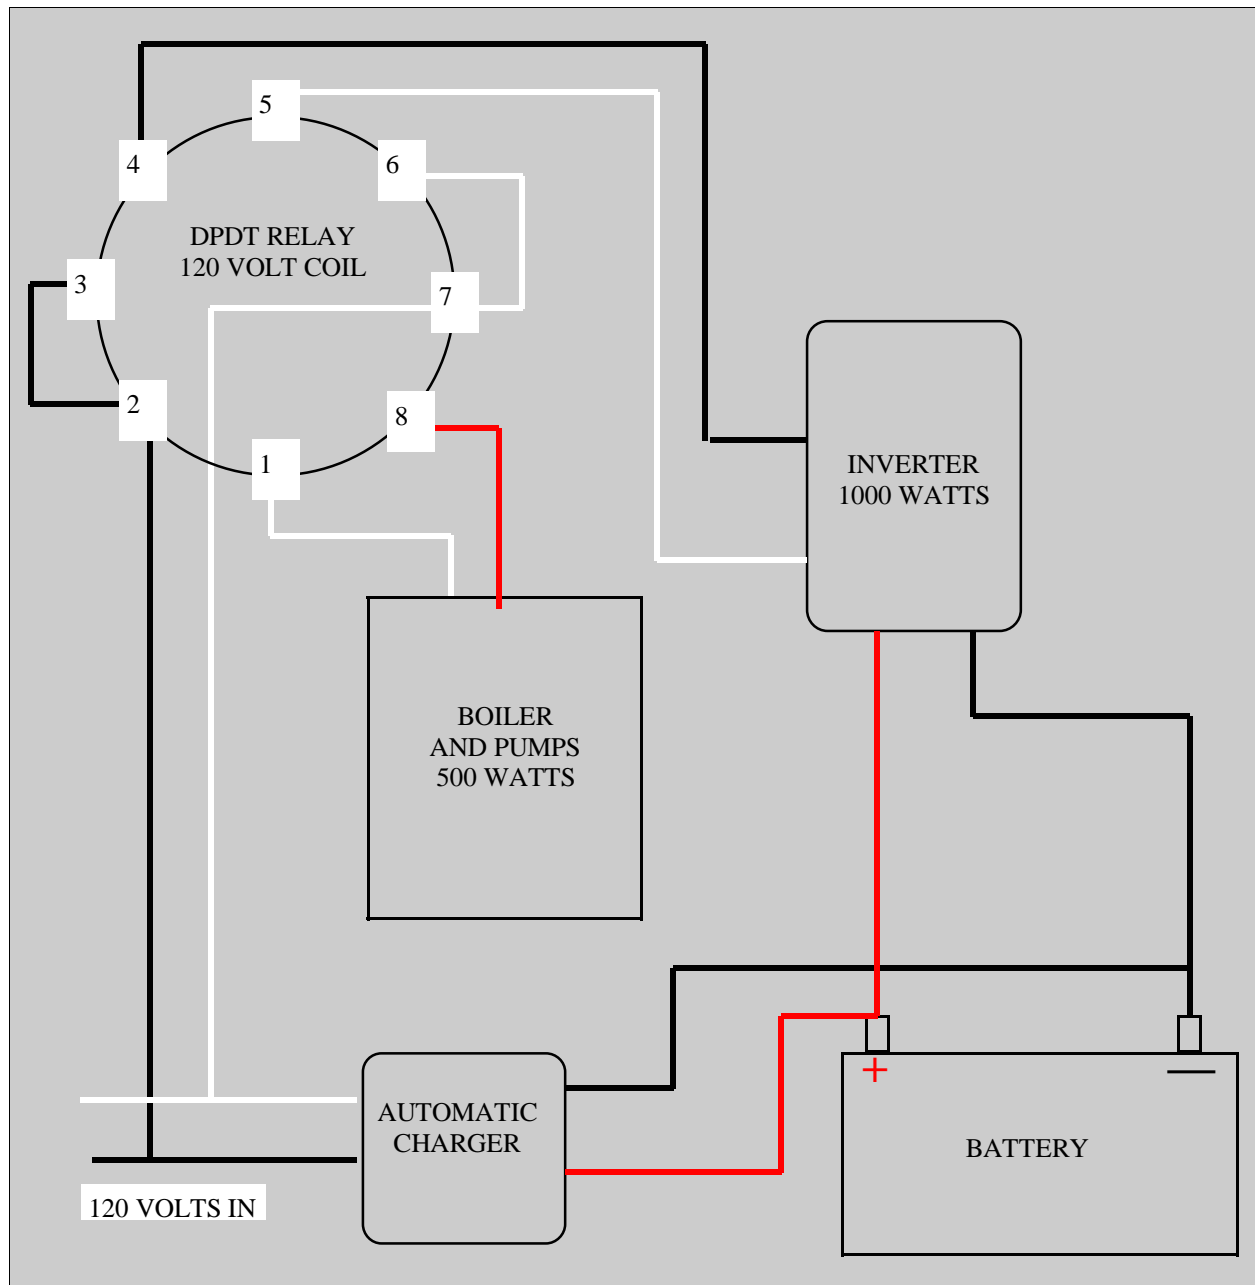 5
4
6
DPDT RELAY
120 VOLT COIL
3
7
2
8
1
INVERTER
1000 WATTS
BOILER
AND PUMPS
500 WATTS
+
—
AUTOMATIC
CHARGER
BATTERY
120 VOLTS IN